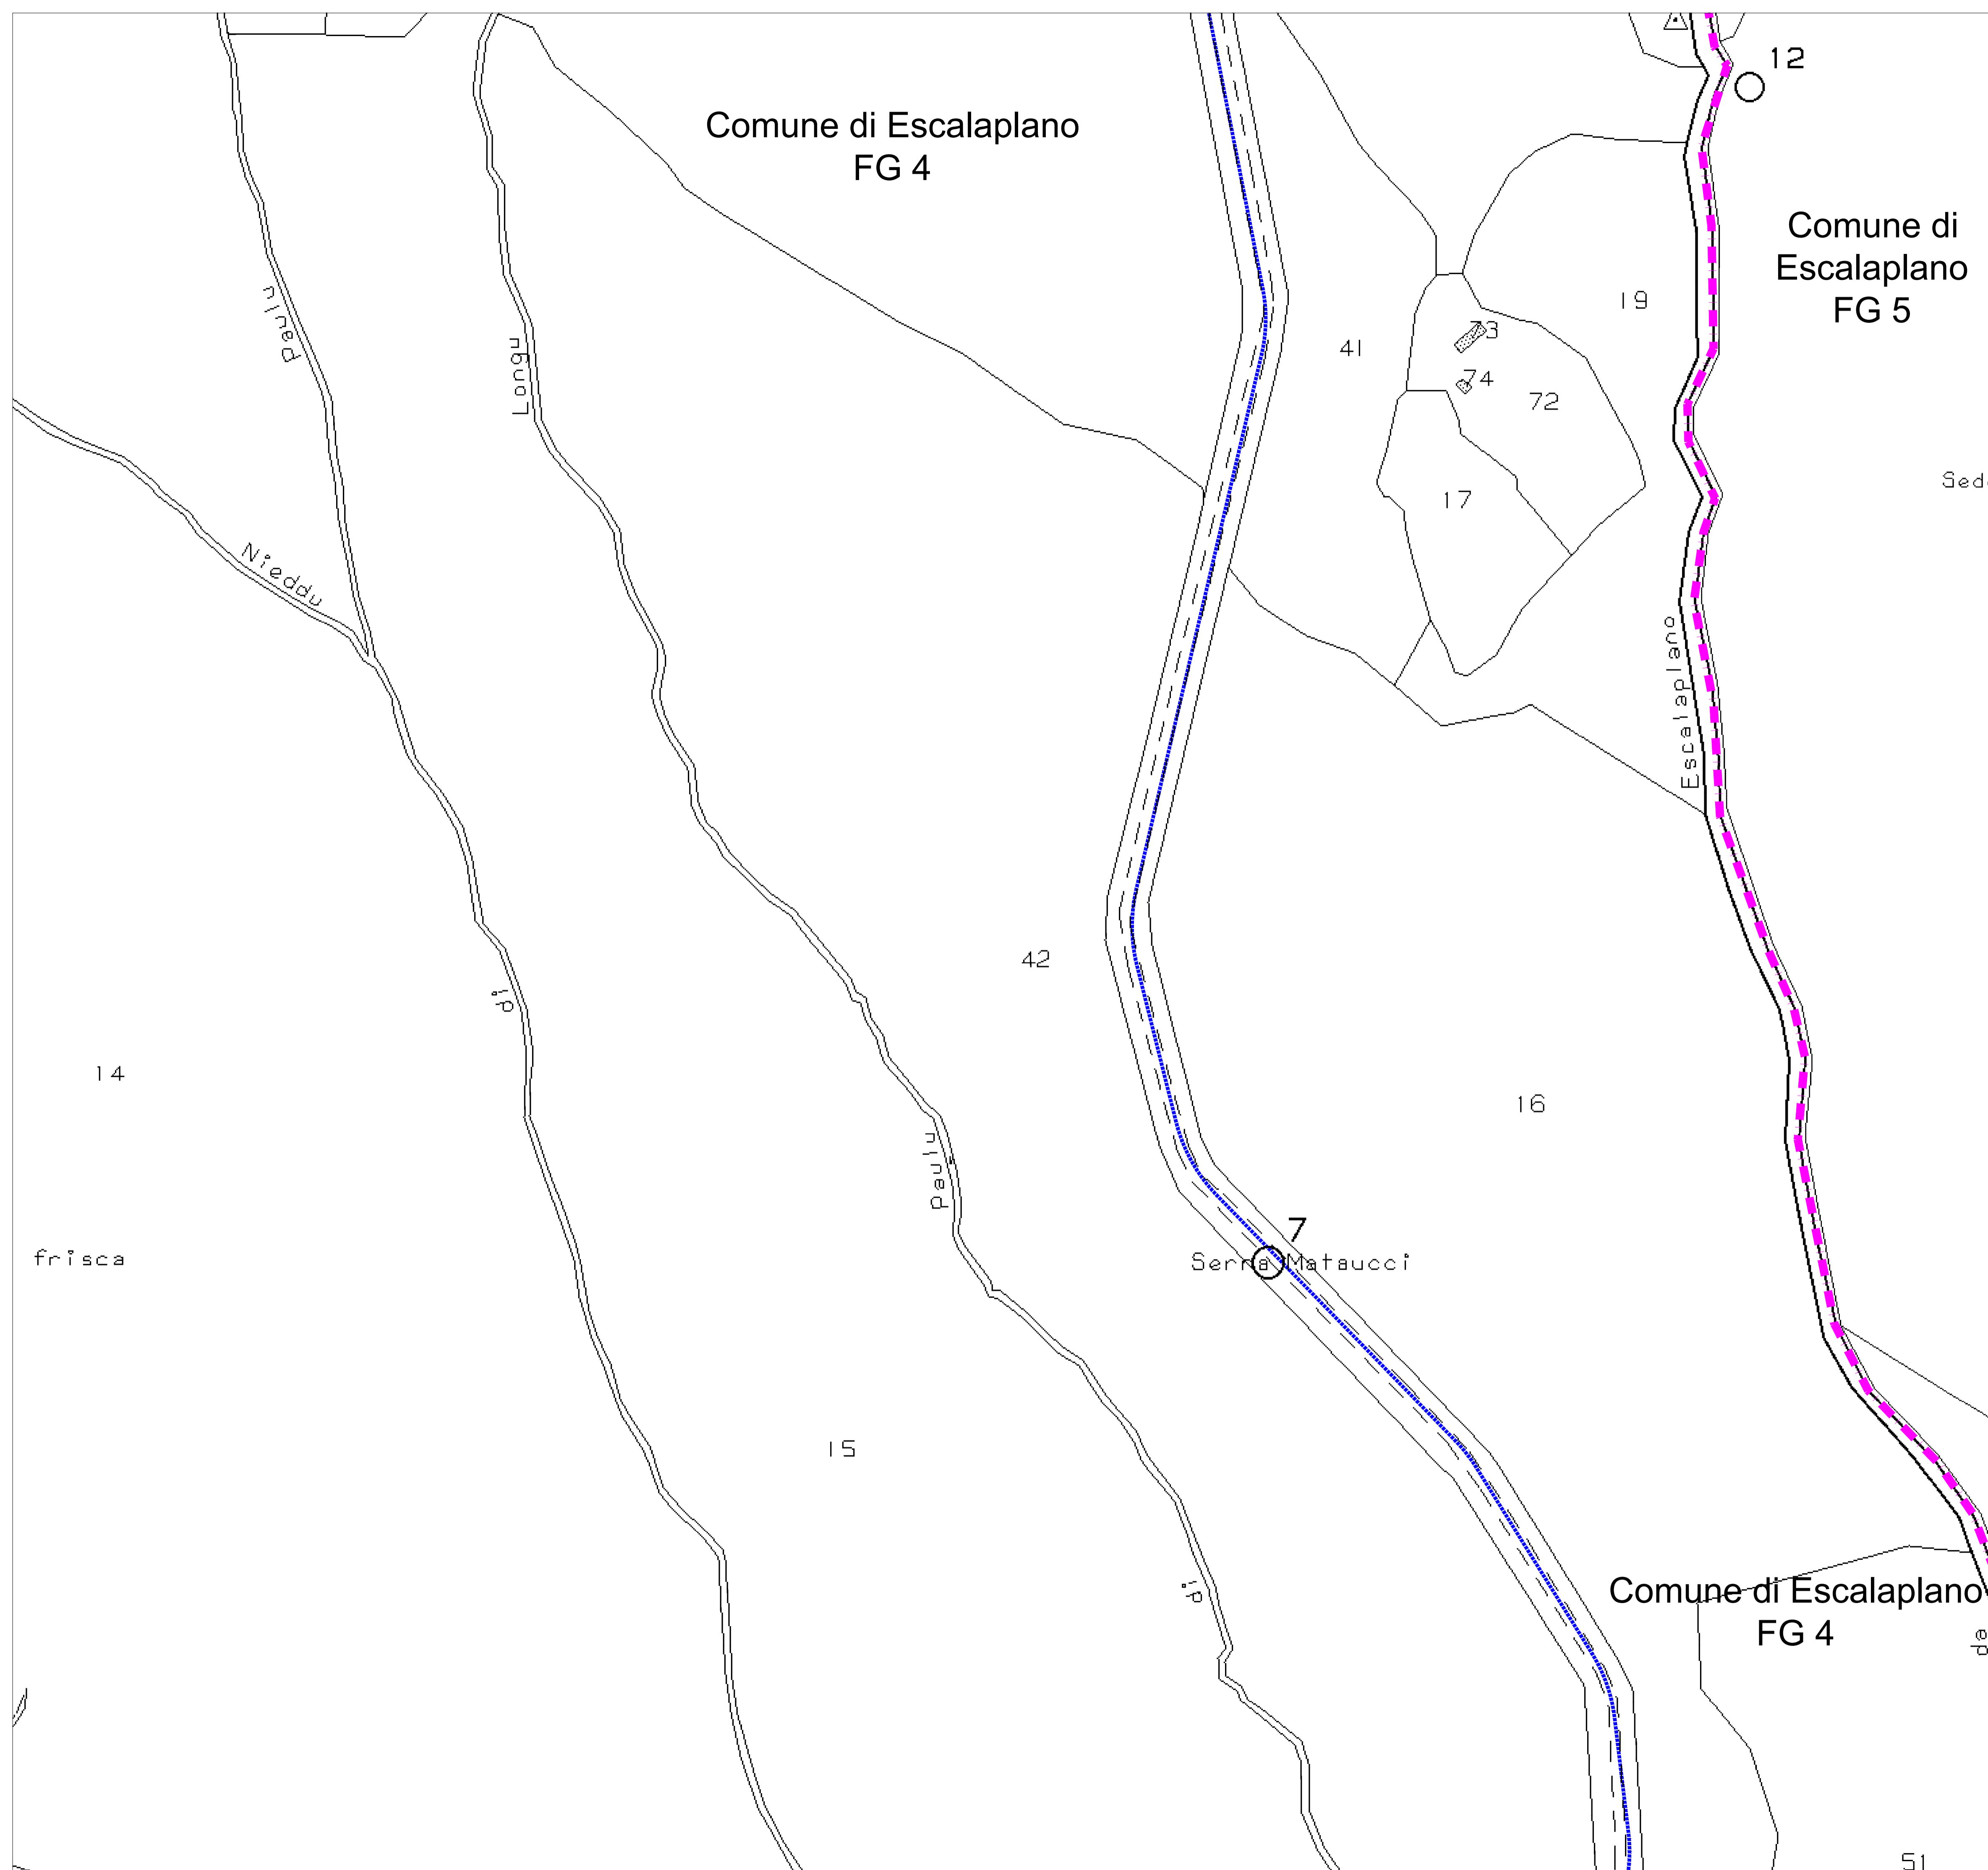 12
Comune di Escalaplano
FG 4
Comune di
Escalaplano
FG 5
19
Paulu
Longu
41
73
74
72
17
Nieddu
Escalaplano
42
di
14
16
Paulu
7
frisca
Serra Mataucci
15
di
Comune di Escalaplano
FG 4
51